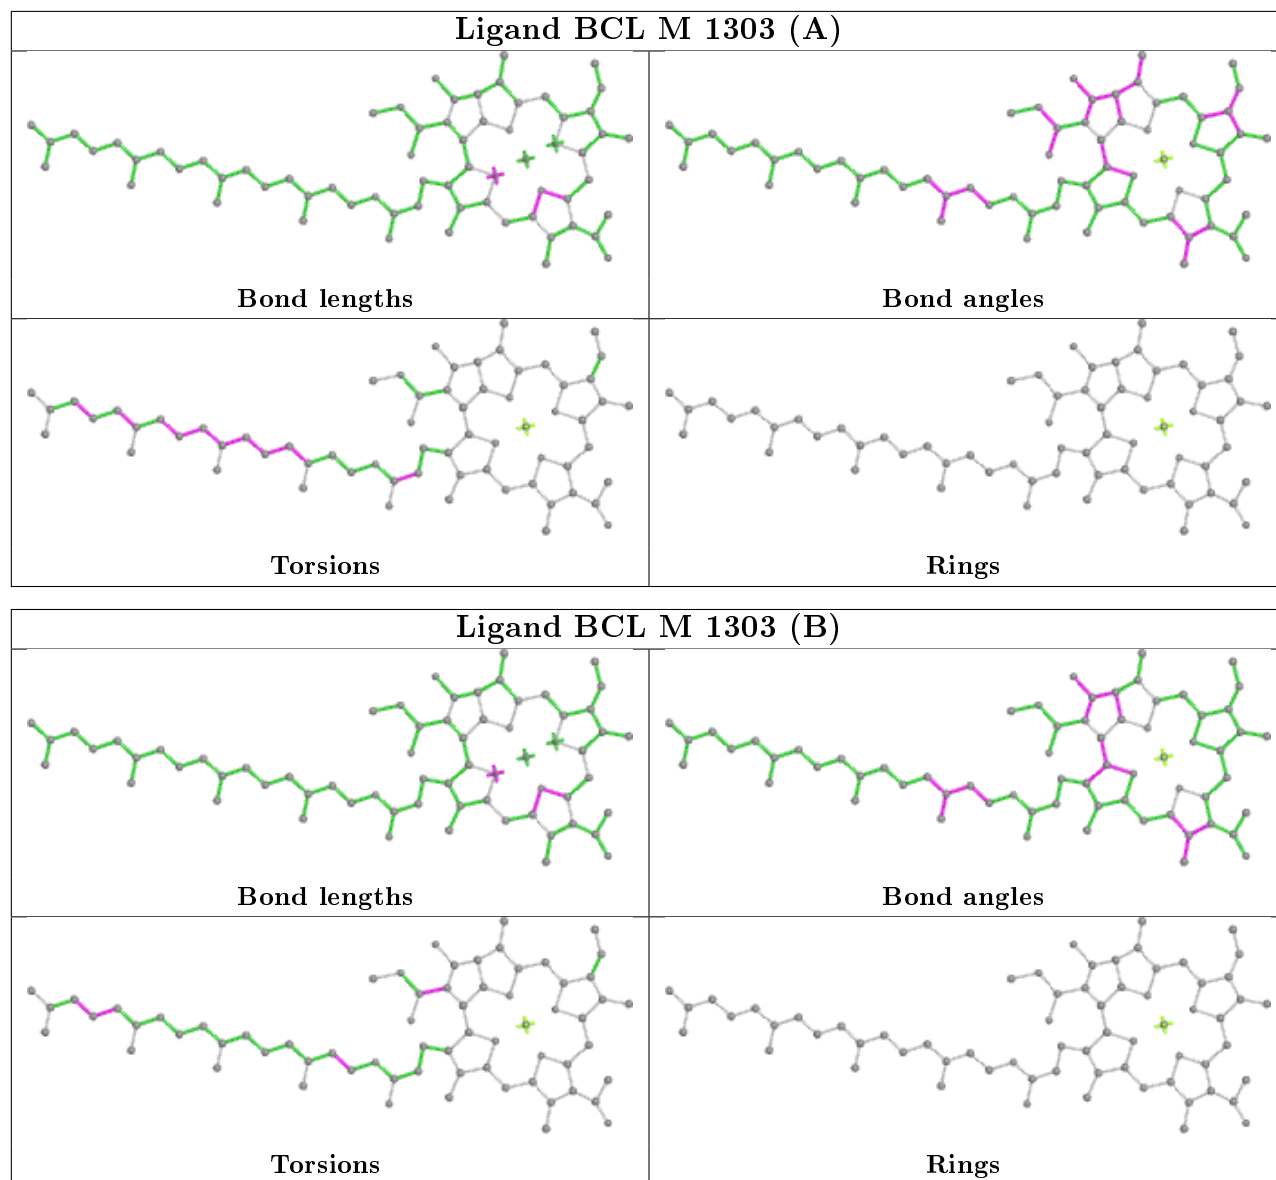 Ligand BCL M 1303 (A)
Bond lengths
Bond angles
Torsions
Rings
Ligand BCL M 1303 (B)
Bond lengths
Bond angles
Torsions
Rings